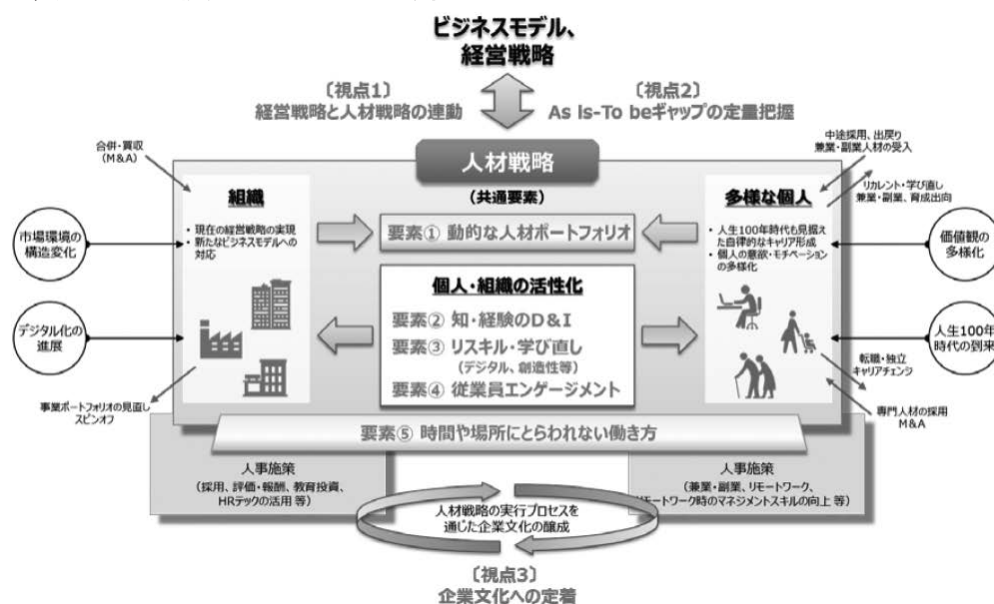 ビジネスモデル、
経営戦略
〔視点1〕
経営戦略と人材戦略の連動
〔視点2〕
As is-To beギャップの定量把握
合併・買収
(M&A)
人材戦略
(共通要素)
中途採用、出戻り
兼業・副業人材の受入
リカレント・学び直し
兼業・副業、育成出向
組織
• 現在の経営戦略の実現
• 新たなビジネスモデルへの
対応
要素① 動的な人材ポートフォリオ
多様な個人
• 人生100年時代も見据え
た自律的なキャリア形成
• 個人の意欲・モチベーション
の多様化
市場環境の
構造変化
価値観の
多様化
個人・組織の活性化
要素② 知・経験のD&I
要素③ リスキル・学び直し
(デジタル、創造性等)
要素④ 従業員エンゲージメント
デジタル化の
進展
人生100年
時代の到来
転職・独立
キャリアチェンジ
事業ポートフォリオの見直し
スピンオフ
専門人材の採用
M&A
要素⑤ 時間や場所にとらわれない働き方
人事施策
(採用、評価・報酬、教育投資、
HRテックの活用 等)
人事施策
(兼業・副業、リモートワーク、
リモートワーク時のマネジメントスキルの向上 等)
人材戦略の実行プロセスを
通じた企業文化の醸成
〔視点3〕
企業文化への定着